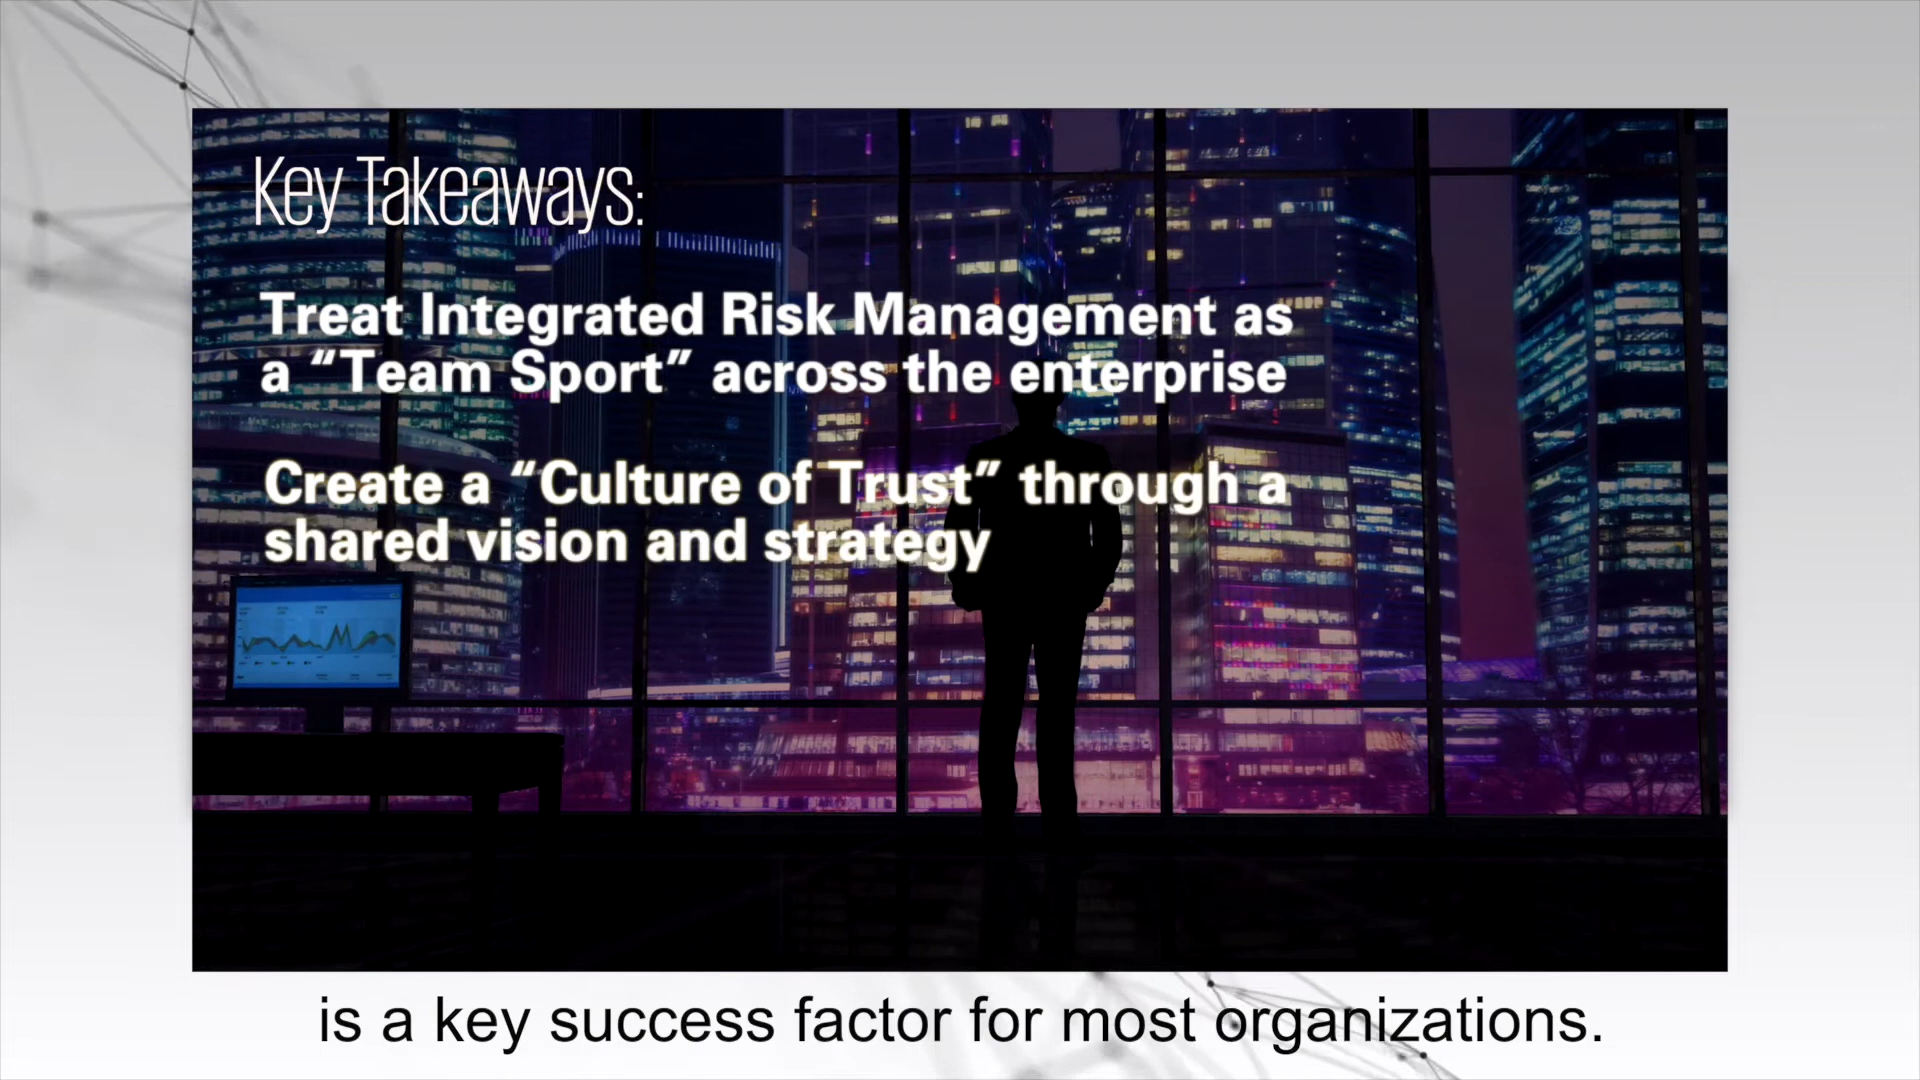 Key Takeaways:
Treat Integrated Risk Management as
a “Team Sport” across the enterprise
Create a “Culture of Trust” through a
shared vision and strategy
is a key success factor for most organizations.